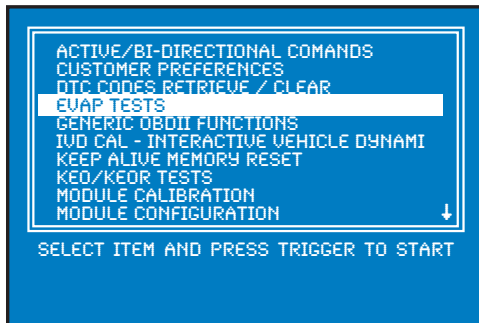 ACTIVE/BI-DIRECTIONAL COMANDS
CUSTOMER PREFERENCES
DTC CODES RETRIEVE / CLEAR
EVAP TESTS
GENERIC OBDII FUNCTIONS
IVD CAL - INTERACTIVE VEHICLE DYNAMI
KEEP ALIVE MEMORY RESET
KEO/KEOR TESTS
MODULE CALIBRATION
MODULE CONFIGURATION
SELECT ITEM AND PRESS TRIGGER TO START